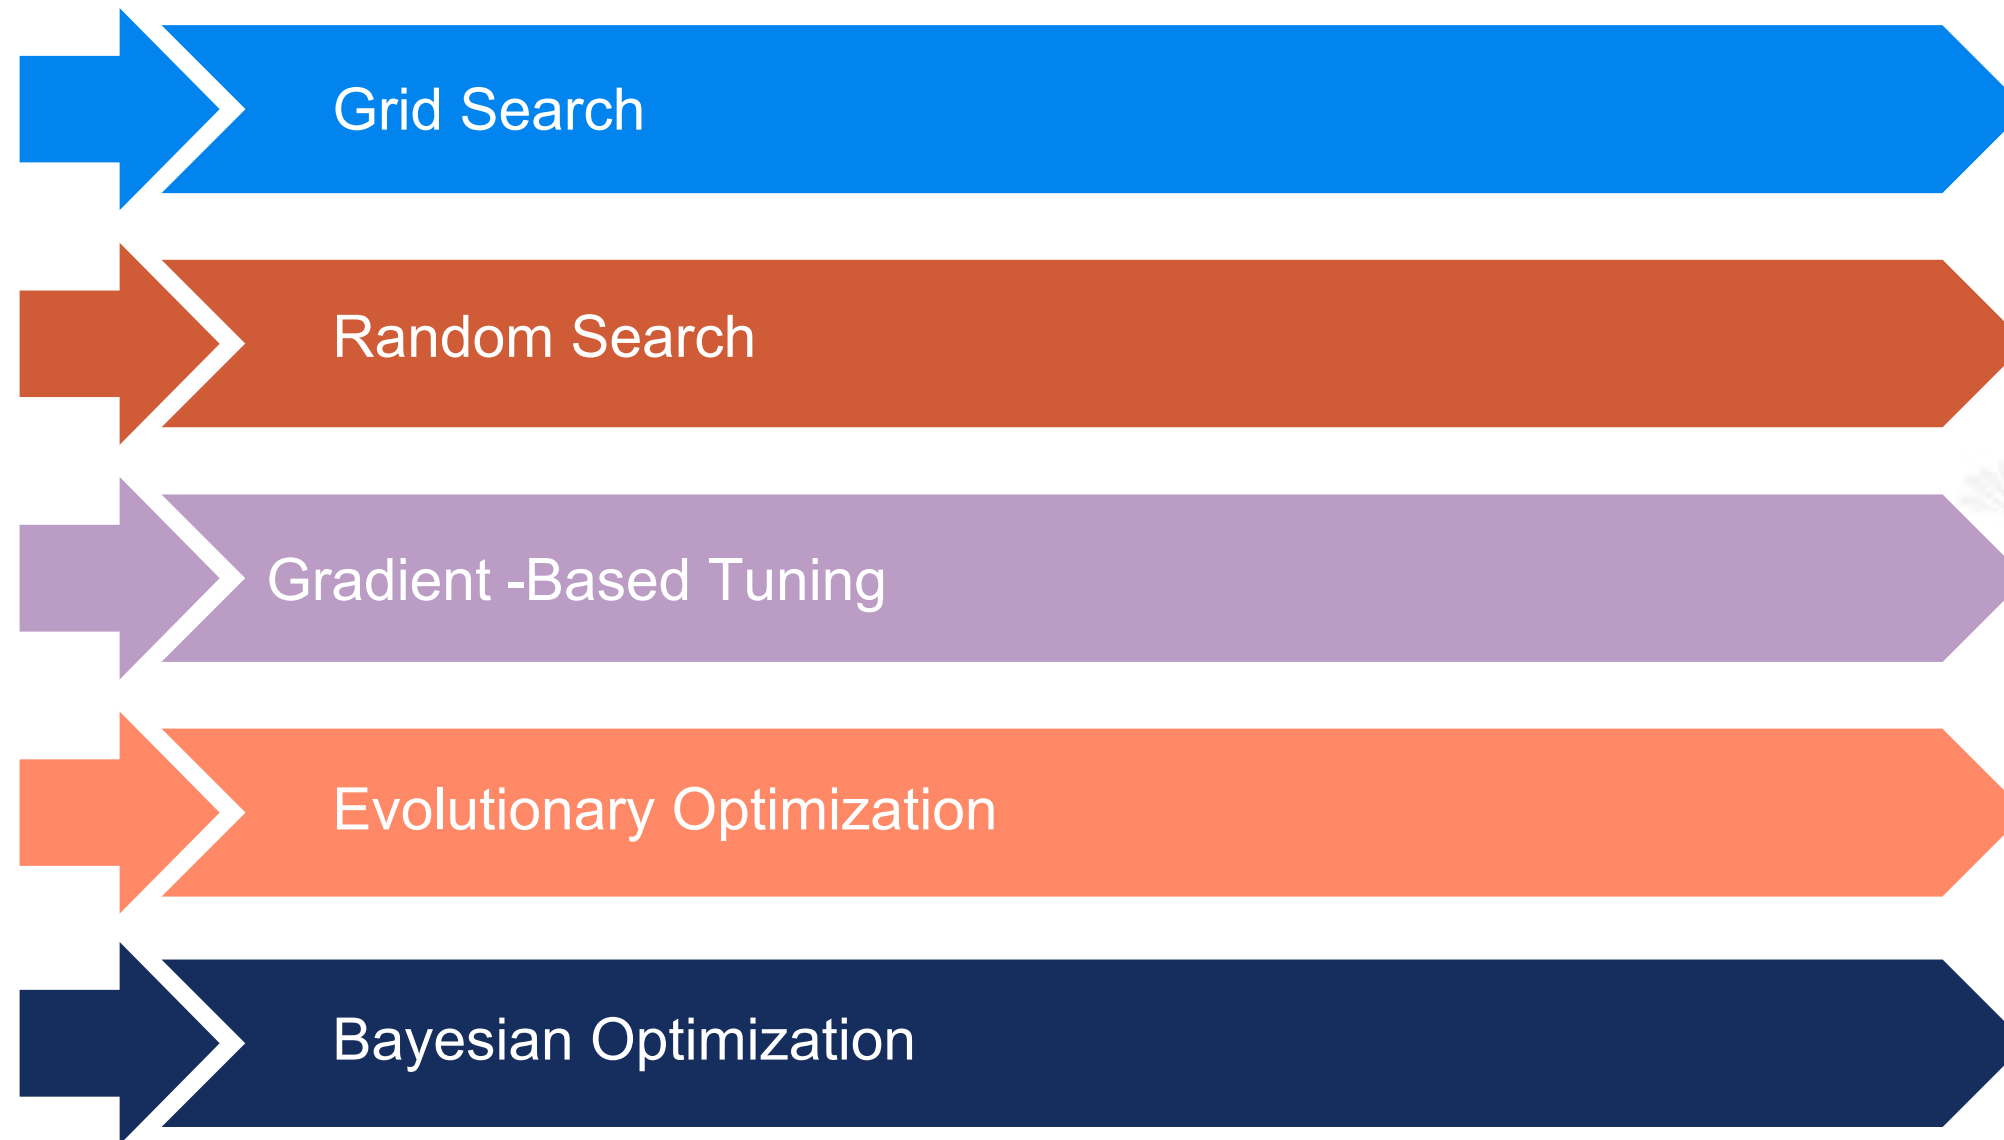 Grid Search
Random Search
Gradient -Based Tuning
Evolutionary Optimization
Bayesian Optimization